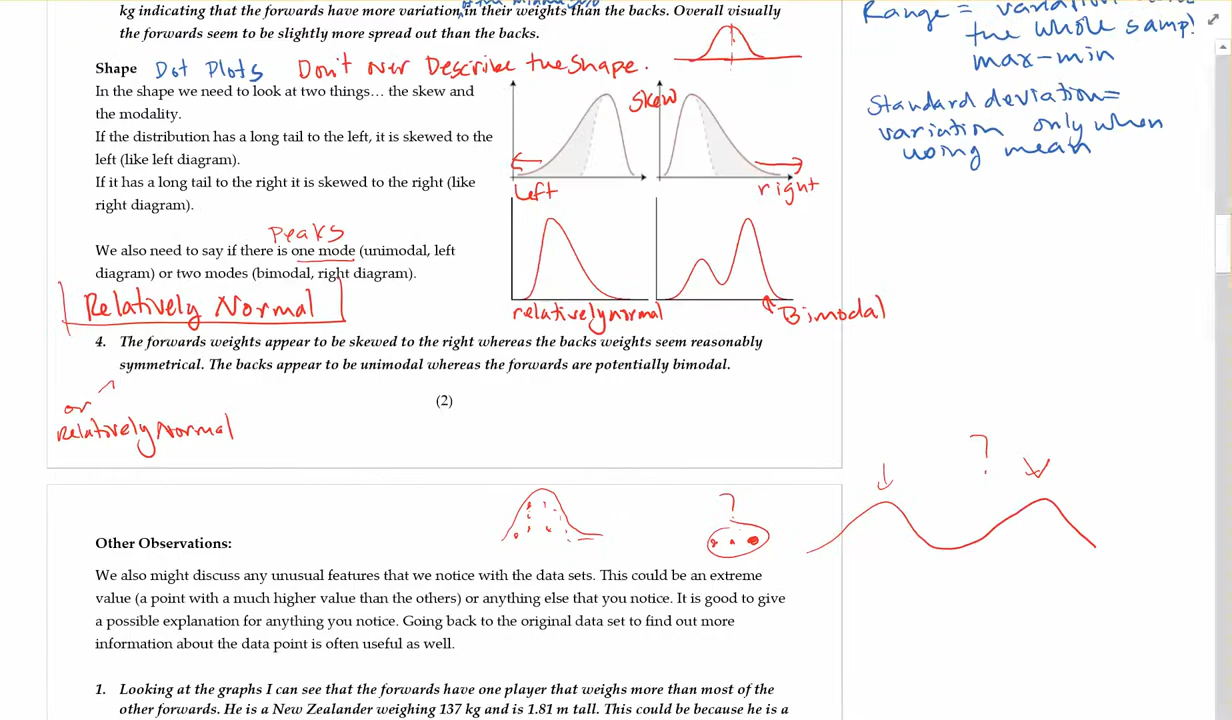 kg indicating that the forwards have more variation in their weights than the backs. Overall visually
the forwards seem to be slightly more spread out than the backs.
Range = variation
the whole samp!
max-min
Shape Dot Plots Don't Over Describe the Shape.
In the shape we need to look at two things… the skew and
the modality.
If the distribution has a long tail to the left, it is skewed to the
left (like left diagram).
If it has a long tail to the right it is skewed to the right (like
right diagram).
Skew
left
right
Standard deviation=
variation only when
using mean
Peaks
We also need to say if there is one mode (unimodal, left
diagram) or two modes (bimodal, right diagram).
Relatively Normal
relatively normal
Bimodal
4. The forwards weights appear to be skewed to the right whereas the backs weights seem reasonably
symmetrical. The backs appear to be unimodal whereas the forwards are potentially bimodal.
(2)
or
Relatively Normal
?
?
Other Observations:
We also might discuss any unusual features that we notice with the data sets. This could be an extreme
value (a point with a much higher value than the others) or anything else that you notice. It is good to give
a possible explanation for anything you notice. Going back to the original data set to find out more
information about the data point is often useful as well.
1. Looking at the graphs I can see that the forwards have one player that weighs more than most of the
other forwards. He is a New Zealander weighing 137 kg and is 1.81 m tall. This could be because he is a